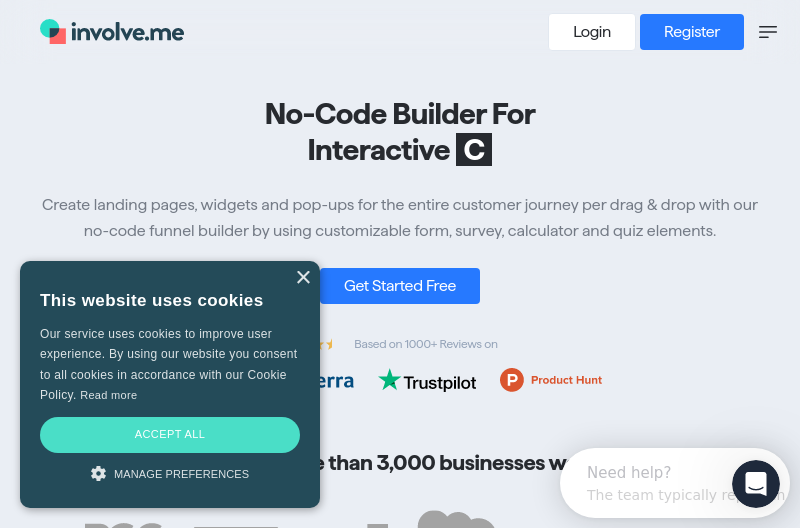 involve.me
Login
Register
No-Code Builder For
Interactive C
Create landing pages, widgets and pop-ups for the entire customer journey per drag & drop with our
no-code funnel builder by using customizable form, survey, calculator and quiz elements.
Get Started Free
This website uses cookies
Our service uses cookies to improve user
experience. By using our website you consent
to all cookies in accordance with our Cookie
Policy. Read more
ACCEPT ALL
MANAGE PREFERENCES
Based on 1000+ Reviews on
erra
Trustpilot
P Product Hunt
e than 3,000 businesses w
Need help?
The team typically re